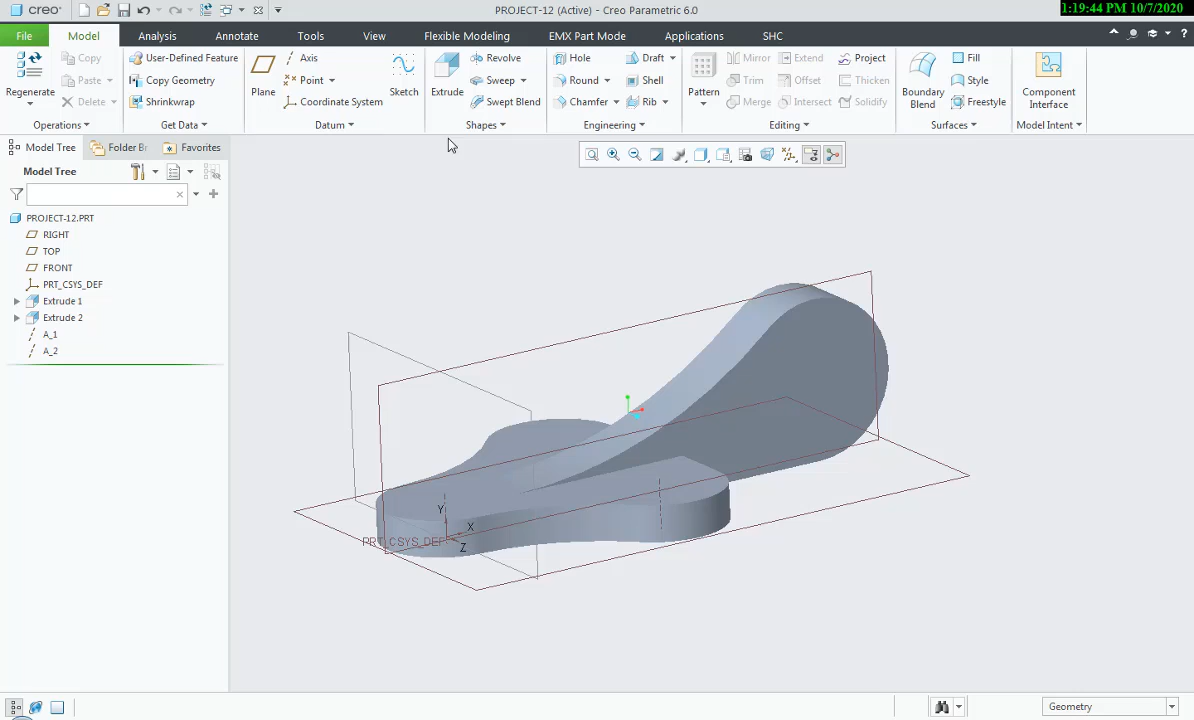 creo
PROJECT-12 (Active) - Creo Parametric 6.0
1:19:44 PM 10/7/2020
File Model Analysis Annotate Tools View Flexible Modeling EMX Part Mode Applications SHC
Regenerate
Copy
Paste
Delete
Operations
User-Defined Feature
Copy Geometry
Shrinkwrap
Get Data
Plane
Axis
Point
Coordinate System
Sketch
Datum
Extrude
Revolve
Sweep
Swept Blend
Shapes
Hole
Round
Chamfer
Draft
Shell
Rib
Engineering
Pattern
Mirror
Trim
Merge
Extend
Offset
Intersect
Project
Thicken
Solidify
Editing
Boundary
Blend
Fill
Style
Freestyle
Surfaces
Component
Interface
Model Intent
Model Tree Folder Br Favorites
Model Tree
PROJECT-12.PRT
RIGHT
TOP
FRONT
PRT_CSYS_DEF
Extrude 1
Extrude 2
A_1
A_2
Y
X
PRT_CSYS_DEF
Z
Geometry